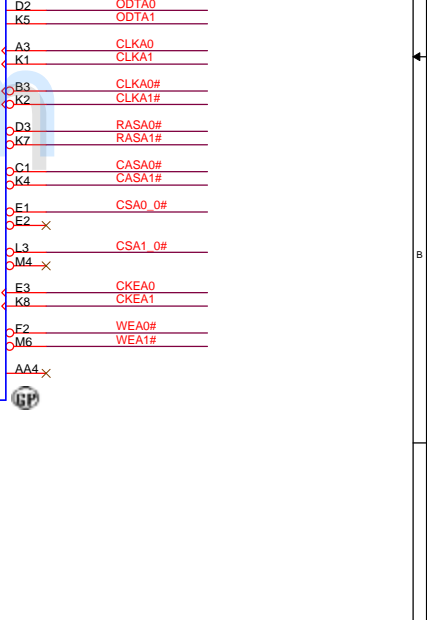 D2 ODTA0
K5 ODTA1
A3 CLKA0
K1 CLKA1
B3 CLKA0#
K2 CLKA1#
D3 RASA0#
K7 RASA1#
C1 CASA0#
K4 CASA1#
E1 CSA0_0#
E2
L3 CSA1_0#
M4
E3 CKEA0
K8 CKEA1
F2 WEA0#
M6 WEA1#
AA4
GP
B